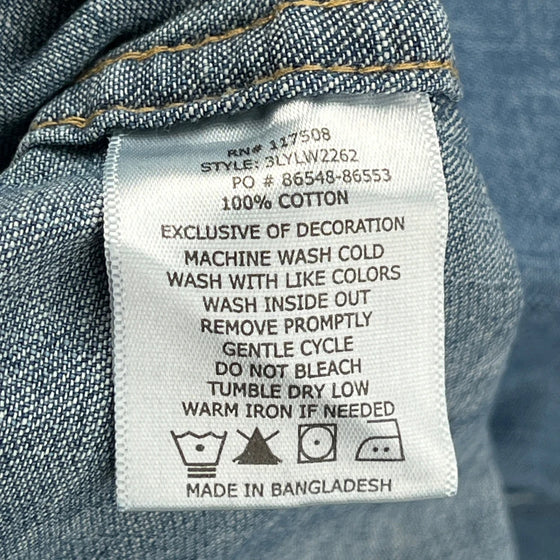 RN# 117508
STYLE: 3LYLW2262
PO # 86548-86553
100% COTTON
EXCLUSIVE OF DECORATION
MACHINE WASH COLD
WASH WITH LIKE COLORS
WASH INSIDE OUT
REMOVE PROMPTLY
GENTLE CYCLE
DO NOT BLEACH
TUMBLE DRY LOW
WARM IRON IF NEEDED
MADE IN BANGLADESH